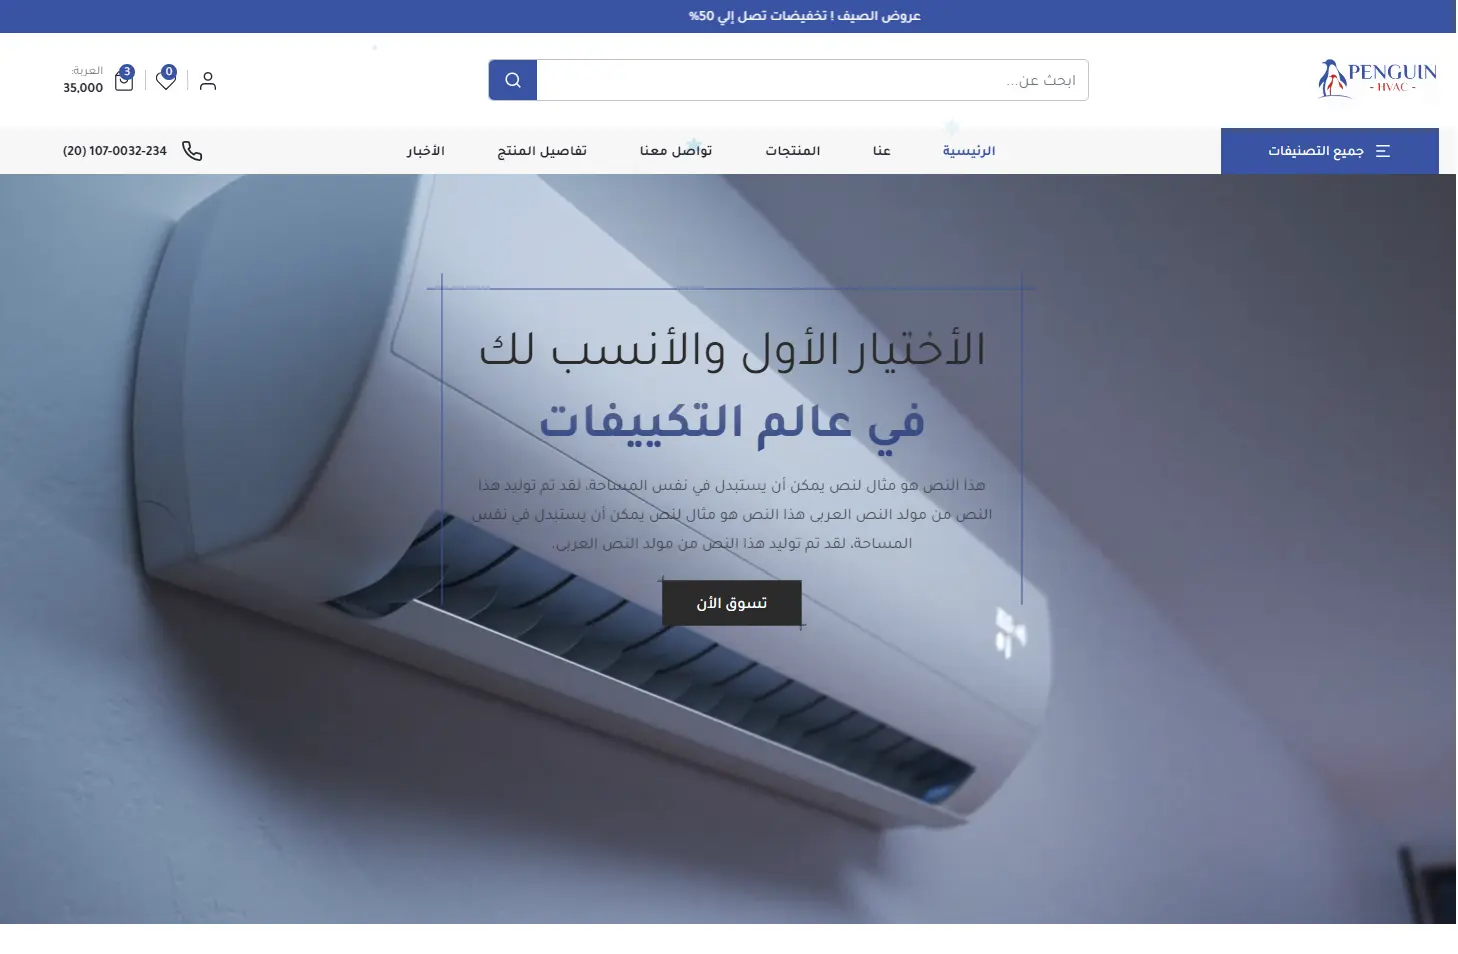 عروض الصيف ! تخفيضات تصل إلي 50%
PENGUIN
- HVAC -
ابحث عن...
0
3
العربة:
35,000
جميع التصنيفات
الرئيسية
عنا
المنتجات
تواصل معنا
تفاصيل المنتج
الأخبار
(20) 107-0032-234
الأختيار الأول والأنسب لك
في عالم التكييفات
هذا النص هو مثال لنص يمكن أن يستبدل في نفس المساحة، لقد تم توليد هذا
النص من مولد النص العربى هذا النص هو مثال لنص يمكن أن يستبدل في نفس
المساحة، لقد تم توليد هذا النص من مولد النص العربى.
تسوق الأن